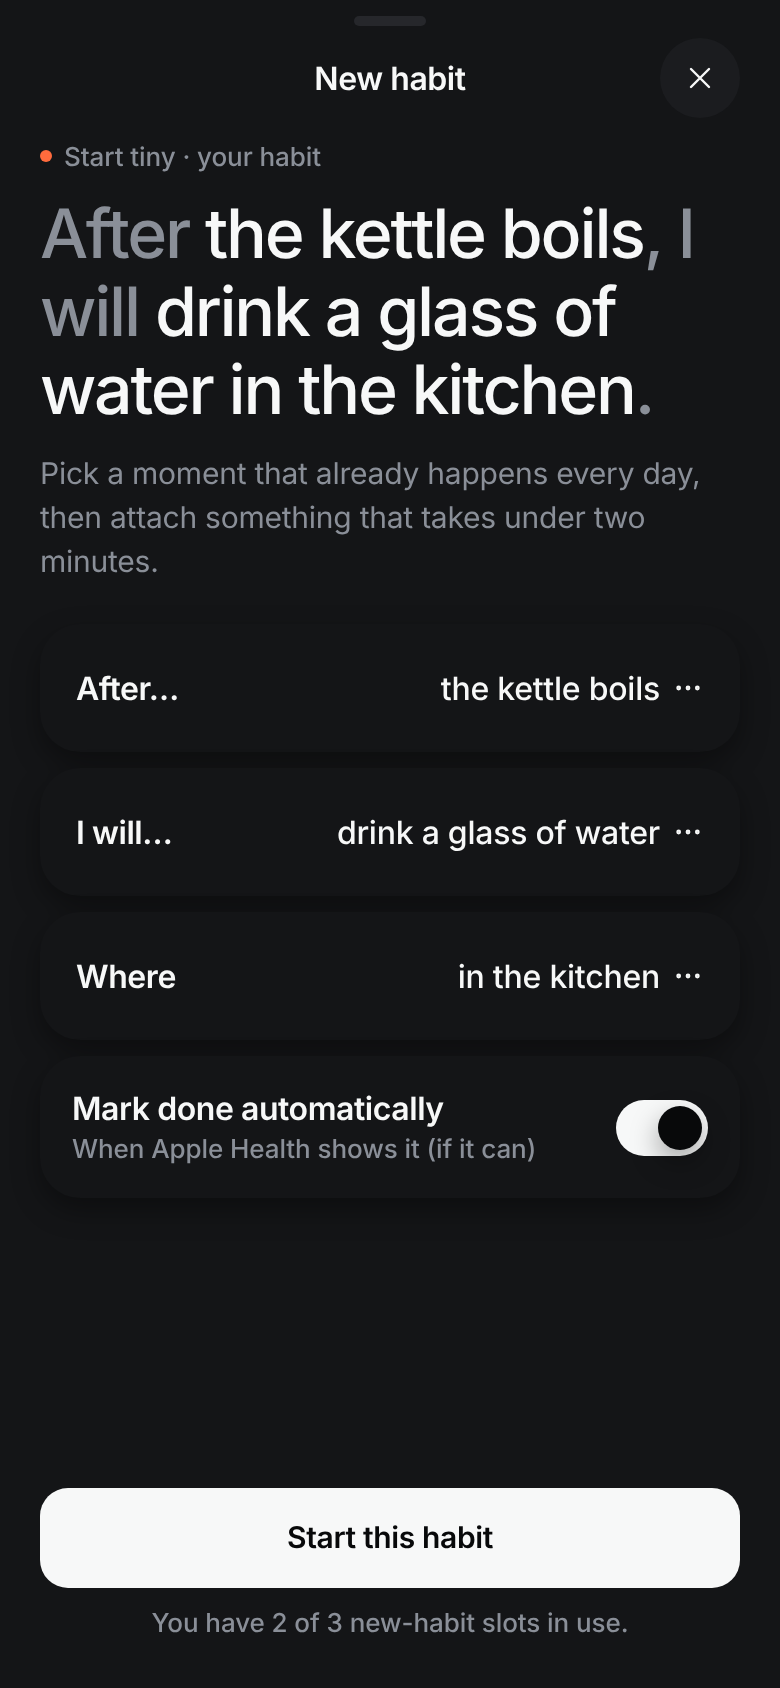 New habit
Start tiny · your habit
After the kettle boils, I
will drink a glass of
water in the kitchen.
Pick a moment that already happens every day,
then attach something that takes under two
minutes.
After... the kettle boils ···
I will... drink a glass of water ···
Where in the kitchen ···
Mark done automatically
When Apple Health shows it (if it can)
Start this habit
You have 2 of 3 new-habit slots in use.